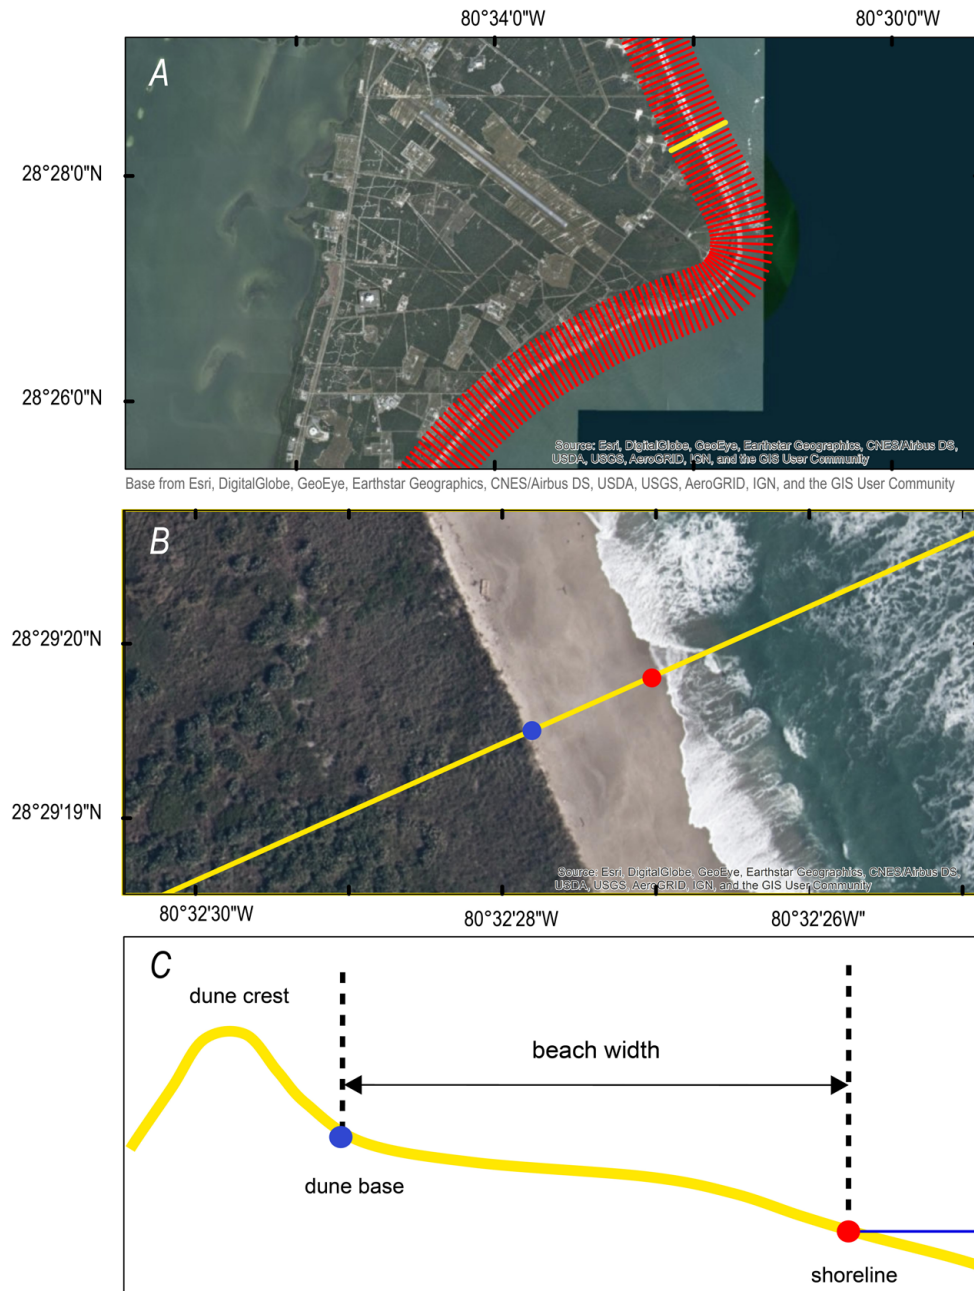 80°34'0"W 80°30'0"W
A
28°28'0"N
28°26'0"N
Source: Esri, DigitalGlobe, GeoEye, Earthstar Geographics, CNES/Airbus DS,
USDA, USGS, AeroGRID, IGN, and the GIS User Community
Base from Esri, DigitalGlobe, GeoEye, Earthstar Geographics, CNES/Airbus DS, USDA, USGS, AeroGRID, IGN, and the GIS User Community
B
28°29'20"N
28°29'19"N
Source: Esri, DigitalGlobe, GeoEye, Earthstar Geographics, CNES/Airbus DS,
USDA, USGS, AeroGRID, IGN, and the GIS User Community
80°32'30"W 80°32'28"W 80°32'26W"
C
dune crest
beach width
dune base
shoreline